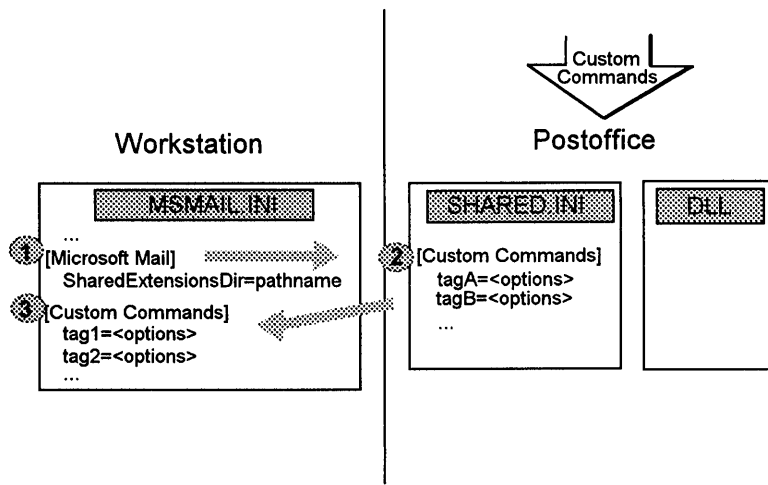 Custom
Commands
Workstation
Postoffice
MSMAIL.INI
...
1
[Microsoft Mail]
SharedExtensionsDir=pathname
3
[Custom Commands]
tag1=<options>
tag2=<options>
...
SHARED.INI
2
[Custom Commands]
tagA=<options>
tagB=<options>
...
DLL